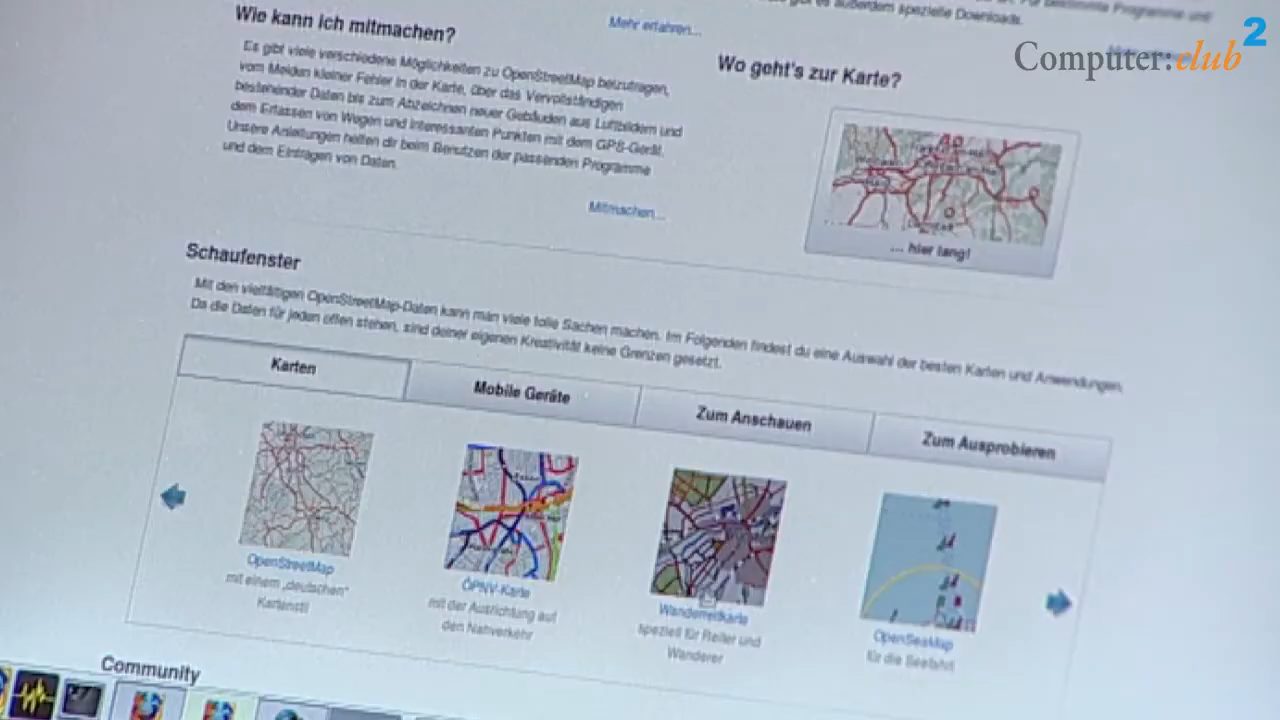 außerdem spezielle Downloads.
Computer:club 2
Wie kann ich mitmachen?
Mehr erfahren...
Es gibt viele verschiedene Möglichkeiten zu OpenStreetMap beizutragen,
vom Melden kleiner Fehler in der Karte, über das Vervollständigen
bestehender Daten bis zum Abzeichnen neuer Gebäuden aus Luftbildern und
dem Erfassen von Wegen und interessanten Punkten mit dem GPS-Gerät.
Unsere Anleitungen helfen dir beim Benutzen der passenden Programme
und dem Eintragen von Daten.
Mitmachen...
Wo geht's zur Karte?
... hier lang!
Schaufenster
Mit den vielfältigen OpenStreetMap-Daten kann man viele tolle Sachen machen. Im Folgenden findest du eine Auswahl der besten Karten und Anwendungen.
Da die Daten für jeden offen stehen, sind deiner eigenen Kreativität keine Grenzen gesetzt.
Karten
Mobile Geräte
Zum Anschauen
Zum Ausprobieren
OpenStreetMap
mit einem „deutschen“
Kartenstil
ÖPNV-Karte
mit der Ausrichtung auf
den Nahverkehr
Wanderreitkarte
speziell für Reiter und
Wanderer
OpenSeaMap
für die Seefahrt
Community